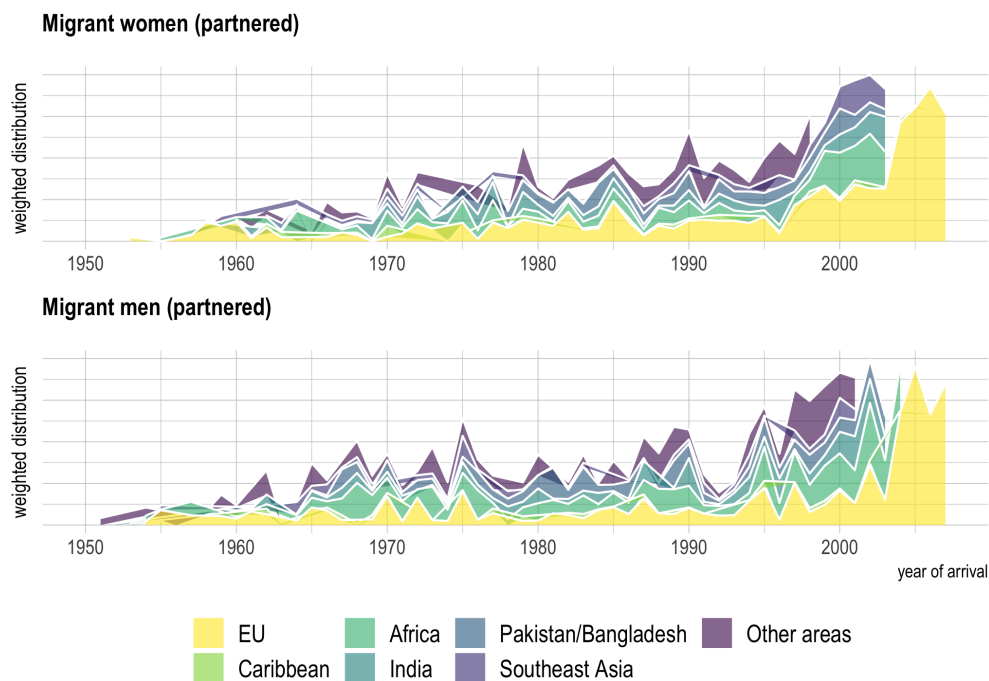 Migrant women (partnered)
weighted distribution
1950 1960 1970 1980 1990 2000
Migrant men (partnered)
weighted distribution
1950 1960 1970 1980 1990 2000
year of arrival
EU Africa Pakistan/Bangladesh Other areas
Caribbean India Southeast Asia